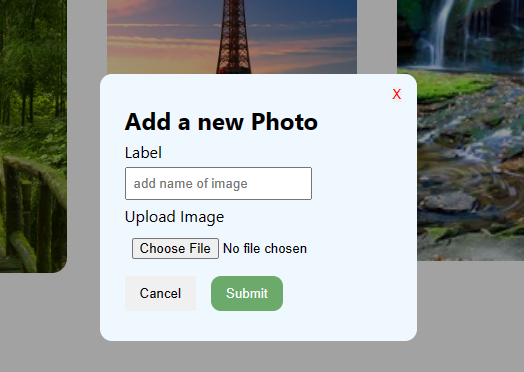 X
Add a new Photo
Label
add name of image
Upload Image
Choose File No file chosen
Cancel Submit